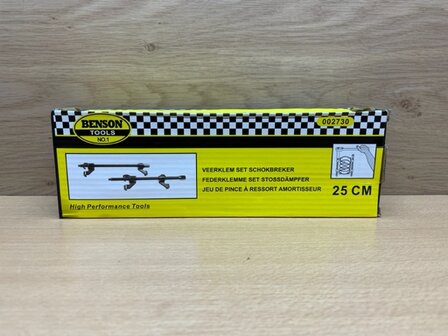 BENSON
TOOLS
NO.1
002730
VEERKLEM SET SCHOKBREKER
FEDERKLEMME SET STOSSDÄMPFER
JEU DE PINCE À RESSORT AMORTISSEUR
25 CM
High Performance Tools